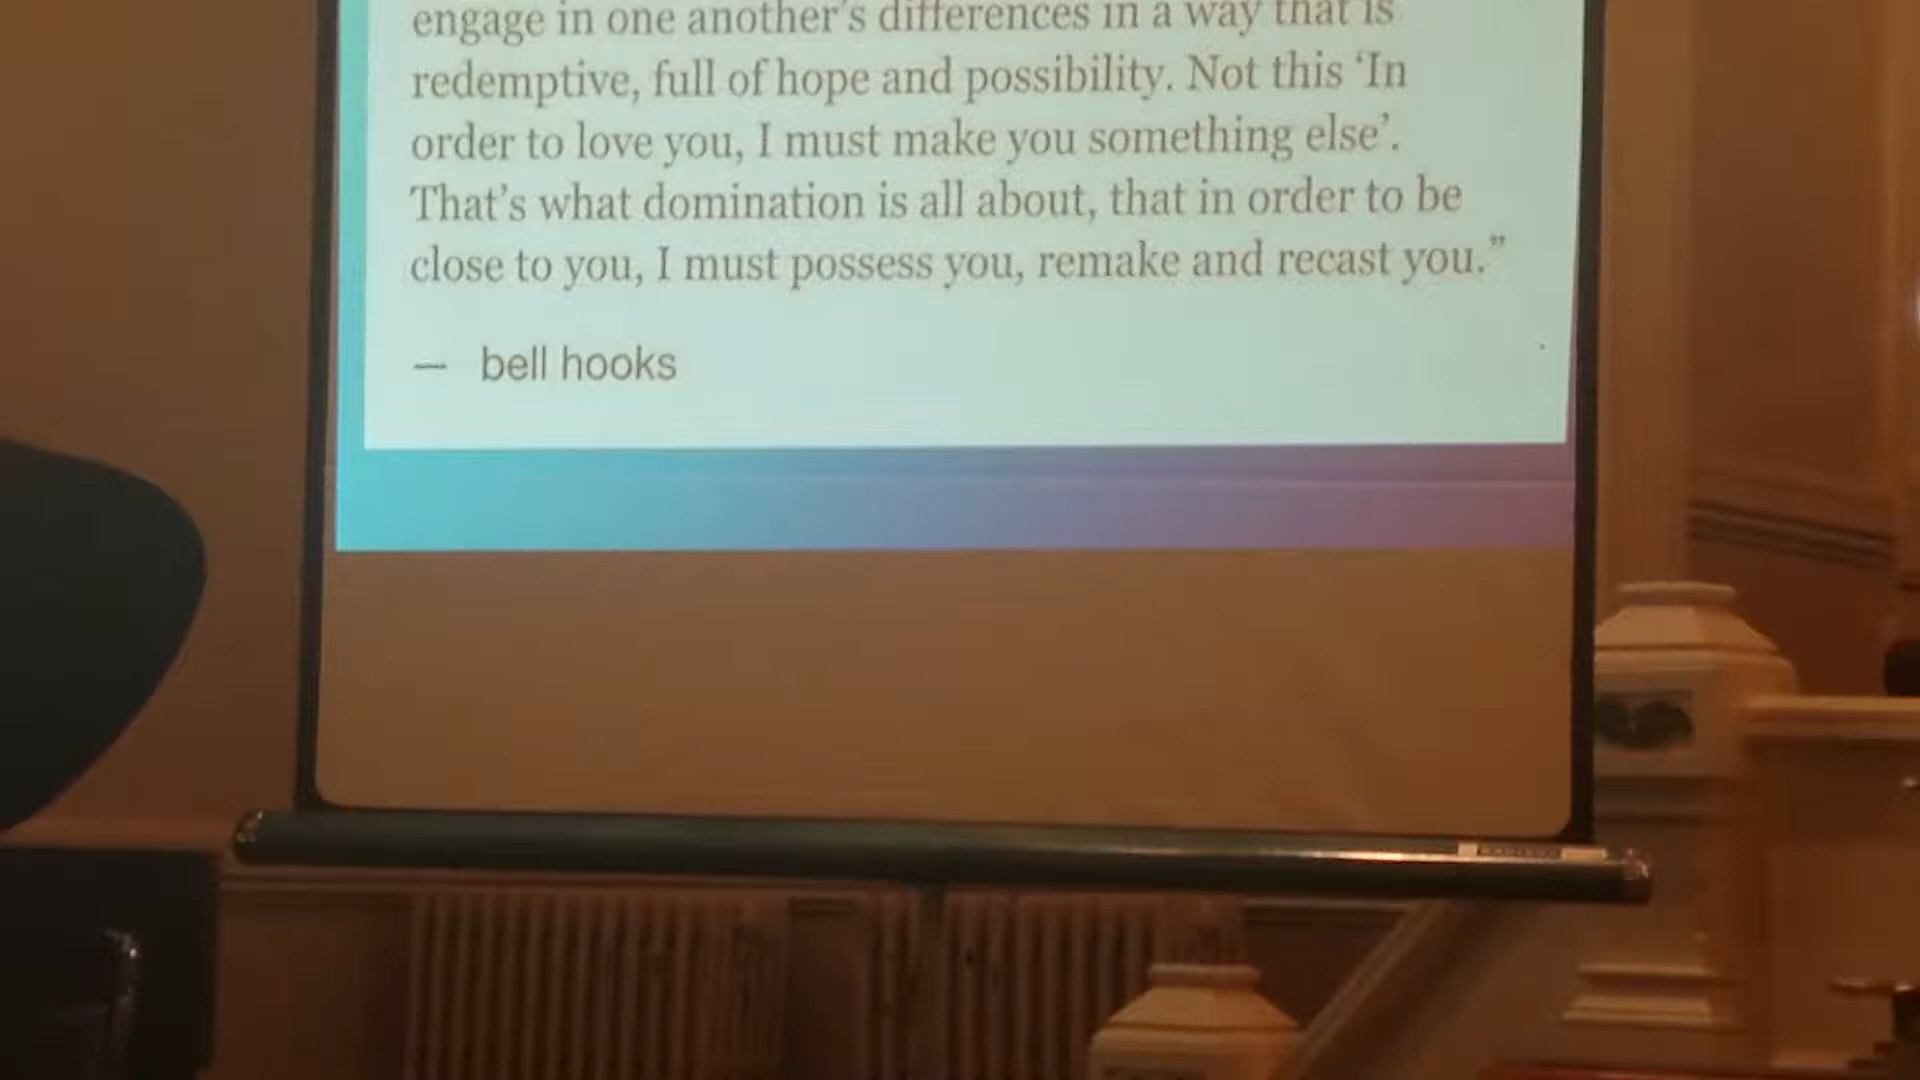 engage in one another's differences in a way that is
redemptive, full of hope and possibility. Not this ‘In
order to love you, I must make you something else’.
That’s what domination is all about, that in order to be
close to you, I must possess you, remake and recast you.”
— bell hooks